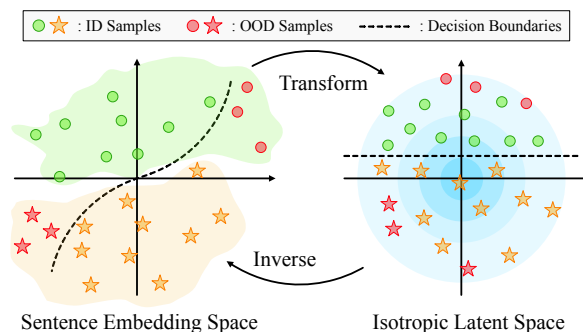 : ID Samples : OOD Samples : Decision Boundaries
Transform
Inverse
Sentence Embedding Space Isotropic Latent Space